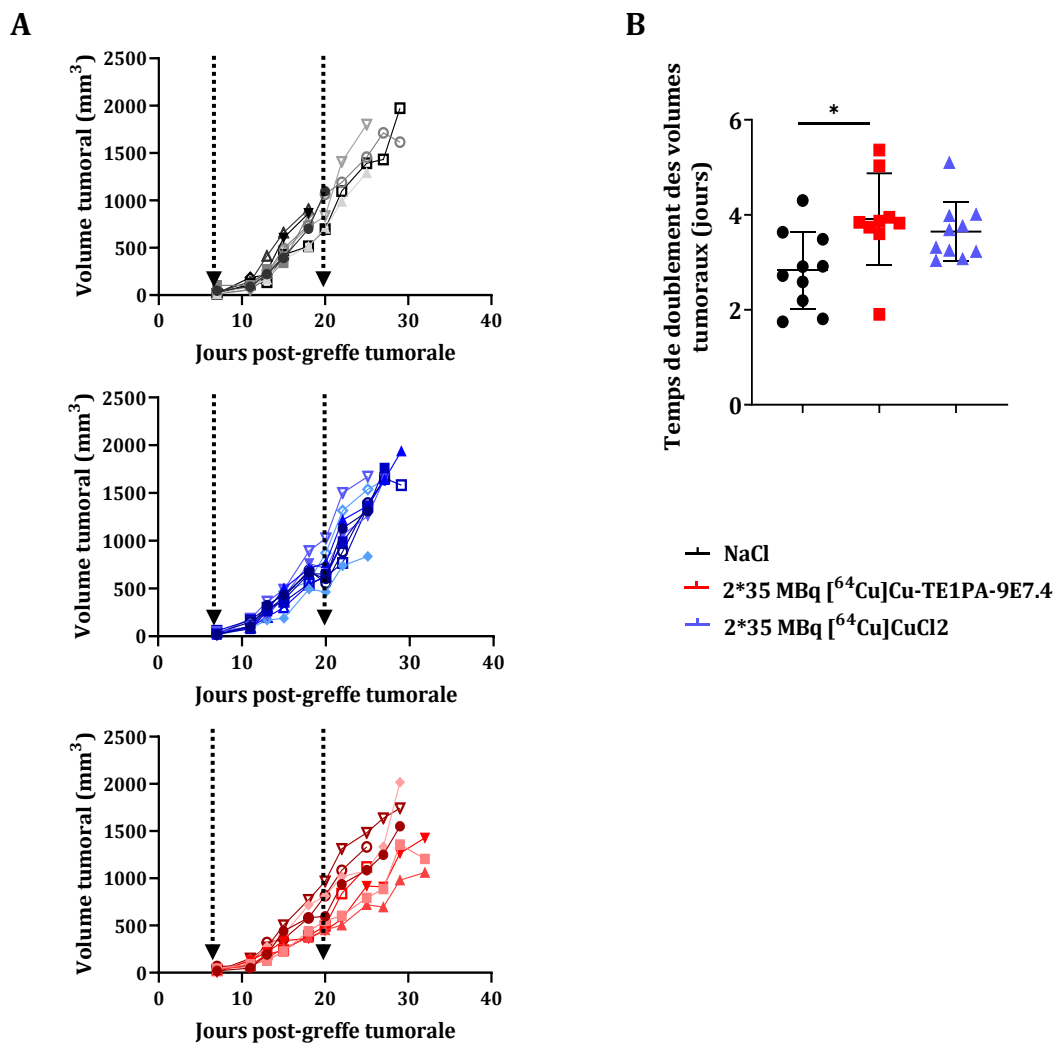 A
2500
2000
1500
1000
500
0
Volume tumoral (mm³)
0 10 20 30 40
Jours post-greffe tumorale
2500
2000
1500
1000
500
0
Volume tumoral (mm³)
0 10 20 30 40
Jours post-greffe tumorale
2500
2000
1500
1000
500
0
Volume tumoral (mm³)
0 10 20 30 40
Jours post-greffe tumorale
B
Temps de doublement des volumes
tumoraux (jours)
6
4
2
0
*
NaCl
2*35 MBq [⁶⁴Cu]Cu-TE1PA-9E7.4
2*35 MBq [⁶⁴Cu]CuCl2